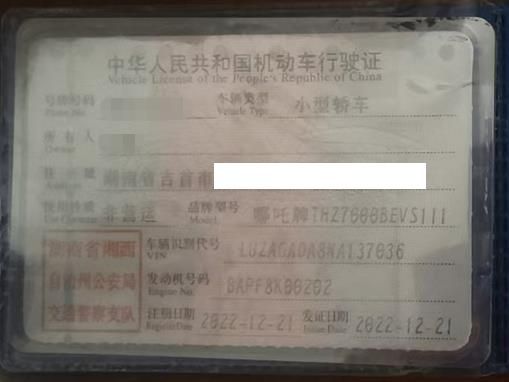 中华人民共和国机动车行驶证
Vehicle License of the People's Republic of China
号牌号码 车辆类型 小型轿车
Plate No. Vehicle Type
所有人
Owner
住址 湖南省吉首市
Address
使用性质 非营运 品牌型号 哪吒牌THZ7000BEVS111
Use Character Model
湖南省湘西 车辆识别代号 LUZAGADA8NA137036
VIN
自治州公安局 发动机号码 BAPF8K00202
Engine No.
交通警察支队 注册日期 2022-12-21 发证日期 2022-12-21
Register Date Issue Date